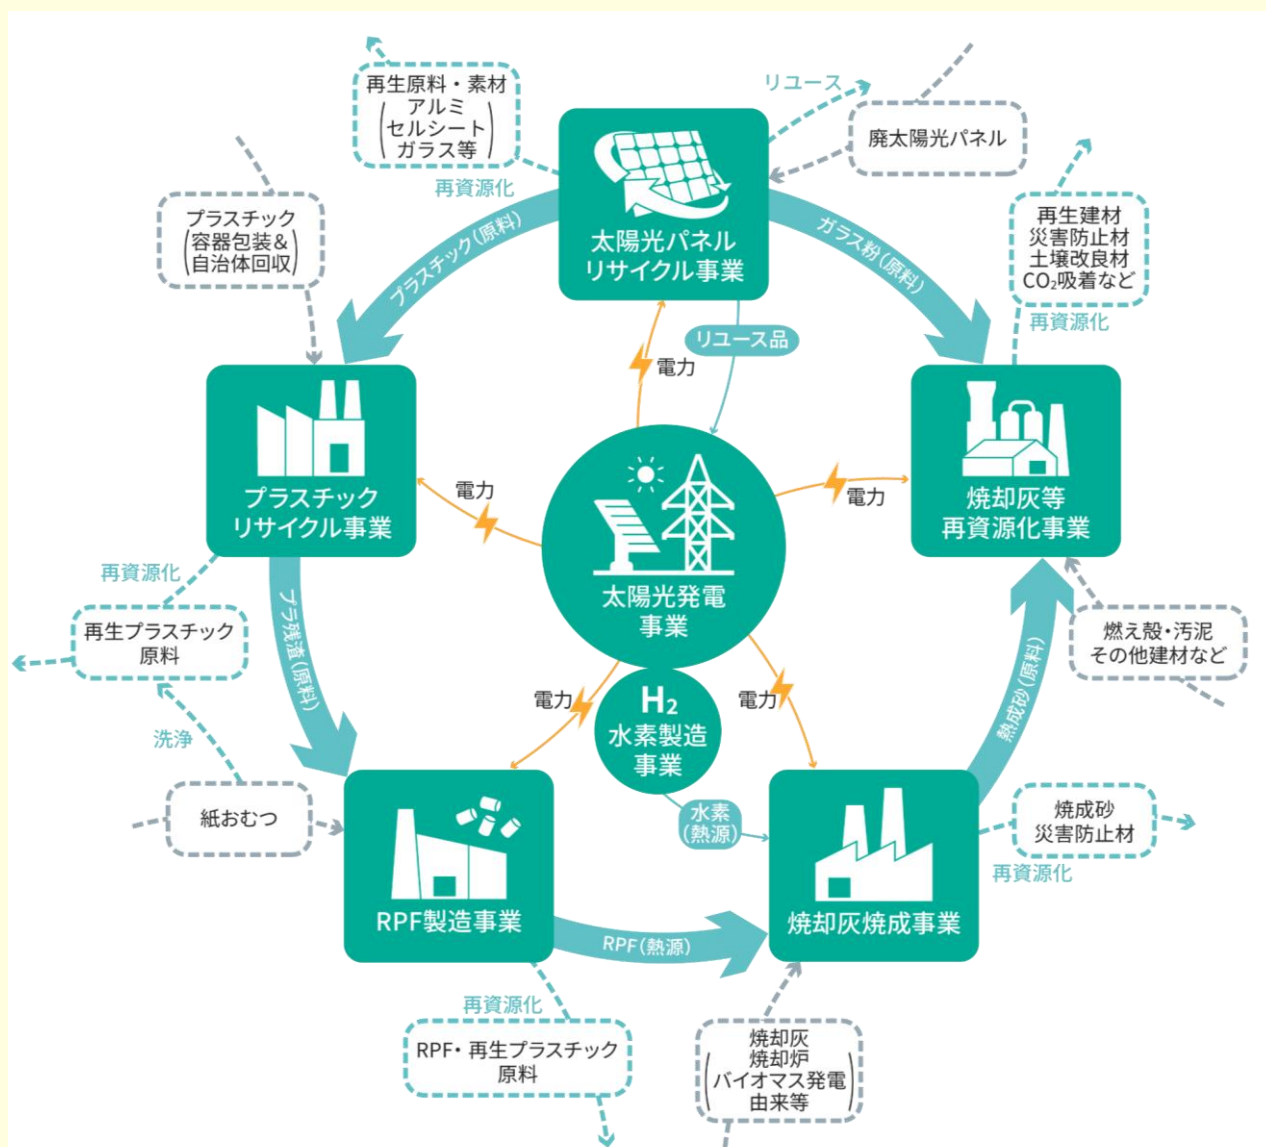 再生原料・素材
アルミ
セルシート
ガラス等
再資源化
リユース
廃太陽光パネル
太陽光パネル
リサイクル事業
プラスチック
容器包装&
自治体回収
プラスチック(原料)
ガラス粉(原料)
再生建材
災害防止材
土壌改良材
CO₂吸着など
再資源化
リユース品
電力
プラスチック
リサイクル事業
電力
電力
焼却灰等
再資源化事業
太陽光発電
事業
再資源化
再生プラスチック
原料
プラ残渣(原料)
燃え殻・汚泥
その他建材など
熱成砂(原料)
電力
電力
H₂
水素製造
事業
洗浄
紙おむつ
水素
(熱源)
焼成砂
災害防止材
再資源化
RPF製造事業
RPF(熱源)
焼却灰焼成事業
再資源化
RPF・再生プラスチック
原料
焼却灰
焼却炉
バイオマス発電
由来等